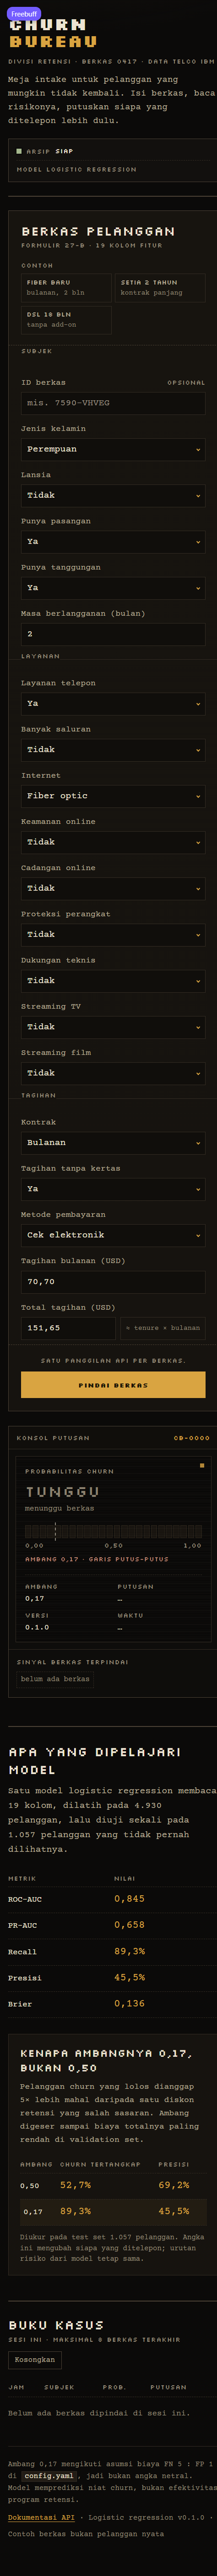 Freebuff
CHURN
BUREAU
DIVISI RETENSI · BERKAS 0417 · DATA TELCO IBM
Meja intake untuk pelanggan yang
mungkin tidak kembali. Isi berkas, baca
risikonya, putuskan siapa yang
ditelepon lebih dulu.
ARSIP SIAP
MODEL LOGISTIC REGRESSION
BERKAS PELANGGAN
FORMULIR 27-B · 19 KOLOM FITUR
CONTOH
FIBER BARU
bulanan, 2 bln
SETIA 2 TAHUN
kontrak panjang
DSL 18 BLN
tanpa add-on
SUBJEK
ID berkas OPSIONAL
mis. 7590-VHVEG
Jenis kelamin
Perempuan
Lansia
Tidak
Punya pasangan
Ya
Punya tanggungan
Ya
Masa berlangganan (bulan)
2
LAYANAN
Layanan telepon
Ya
Banyak saluran
Tidak
Internet
Fiber optic
Keamanan online
Tidak
Cadangan online
Tidak
Proteksi perangkat
Tidak
Dukungan teknis
Tidak
Streaming TV
Tidak
Streaming film
Tidak
TAGIHAN
Kontrak
Bulanan
Tagihan tanpa kertas
Ya
Metode pembayaran
Cek elektronik
Tagihan bulanan (USD)
70,70
Total tagihan (USD)
151,65 = tenure × bulanan
SATU PANGGILAN API PER BERKAS.
PINDAI BERKAS
KONSOL PUTUSAN CB-0000
PROBABILITAS CHURN
TUNGGU
menunggu berkas
0,00 0,50 1,00
AMBANG 0,17 · GARIS PUTUS-PUTUS
AMBANG PUTUSAN
0,17 —
VERSI WAKTU
0.1.0 —
SINYAL BERKAS TERPINDAI
belum ada berkas
APA YANG DIPELAJARI
MODEL
Satu model logistic regression membaca
19 kolom, dilatih pada 4.930
pelanggan, lalu diuji sekali pada
1.057 pelanggan yang tidak pernah
dilihatnya.
METRIK NILAI
ROC-AUC 0,845
PR-AUC 0,658
Recall 89,3%
Presisi 45,5%
Brier 0,136
KENAPA AMBANGNYA 0,17,
BUKAN 0,50
Pelanggan churn yang lolos dianggap
5× lebih mahal daripada satu diskon
retensi yang salah sasaran. Ambang
digeser sampai biaya totalnya paling
rendah di validation set.
AMBANG CHURN TERTANGKAP PRESISI
0,50 52,7% 69,2%
0,17 89,3% 45,5%
Diukur pada test set 1.057 pelanggan. Angka
ini mengubah siapa yang ditelepon; urutan
risiko dari model tetap sama.
BUKU KASUS
SESI INI · MAKSIMAL 8 BERKAS TERAKHIR
Kosongkan
JAM SUBJEK PROB. PUTUSAN
Belum ada berkas dipindai di sesi ini.
Ambang 0,17 mengikuti asumsi biaya FN 5 : FP 1
di config.yaml, jadi bukan angka netral.
Model memprediksi niat churn, bukan efektivitas
program retensi.
Dokumentasi API · Logistic regression v0.1.0 ·
Contoh berkas bukan pelanggan nyata